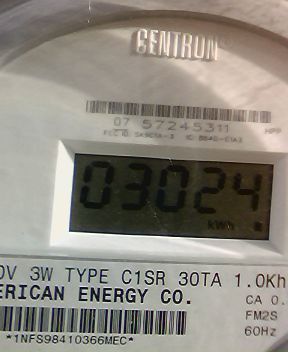 CENTRON
07 57245311
HPP
03024
kWh
0V 3W TYPE C1SR 30TA 1.0Kh
ERICAN ENERGY CO.
CA 0.
FM2S
60Hz
*1NFS98410366MEC*